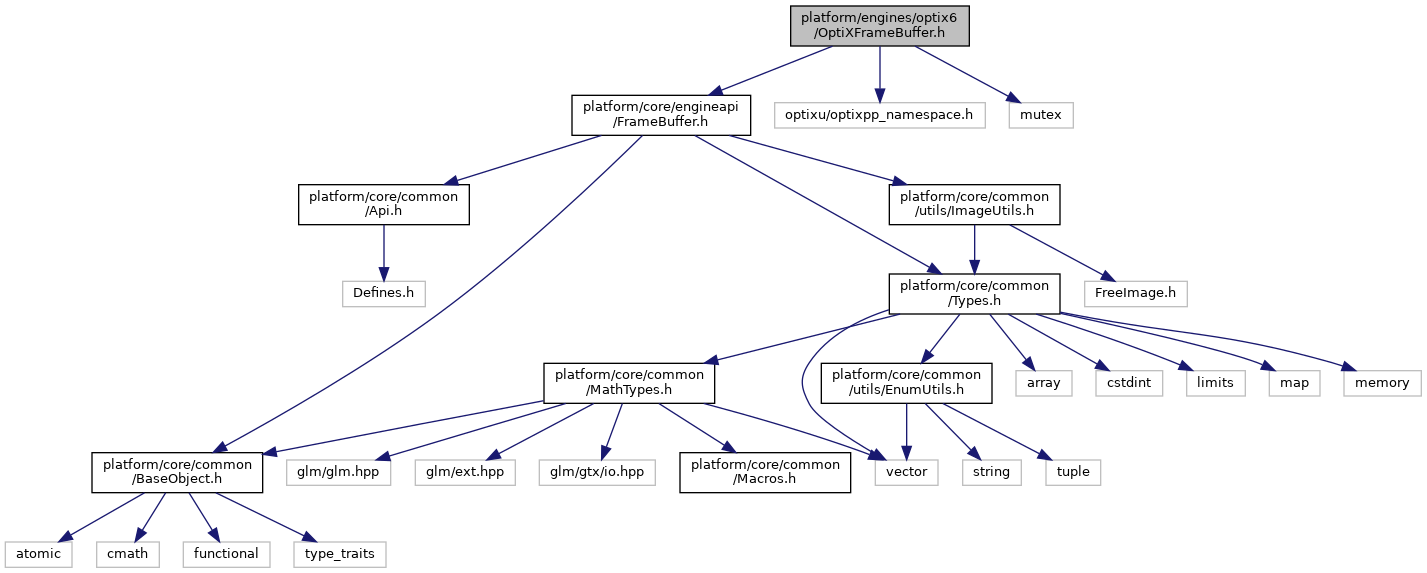 platform/engines/optix6
/OptiXFrameBuffer.h
platform/core/engineapi
/FrameBuffer.h
optixu/optixpp_namespace.h
mutex
platform/core/common
/Api.h
platform/core/common
/utils/ImageUtils.h
Defines.h
platform/core/common
/Types.h
FreeImage.h
platform/core/common
/MathTypes.h
platform/core/common
/utils/EnumUtils.h
array
cstdint
limits
map
memory
platform/core/common
/BaseObject.h
glm/glm.hpp
glm/ext.hpp
glm/gtx/io.hpp
platform/core/common
/Macros.h
vector
string
tuple
atomic
cmath
functional
type_traits